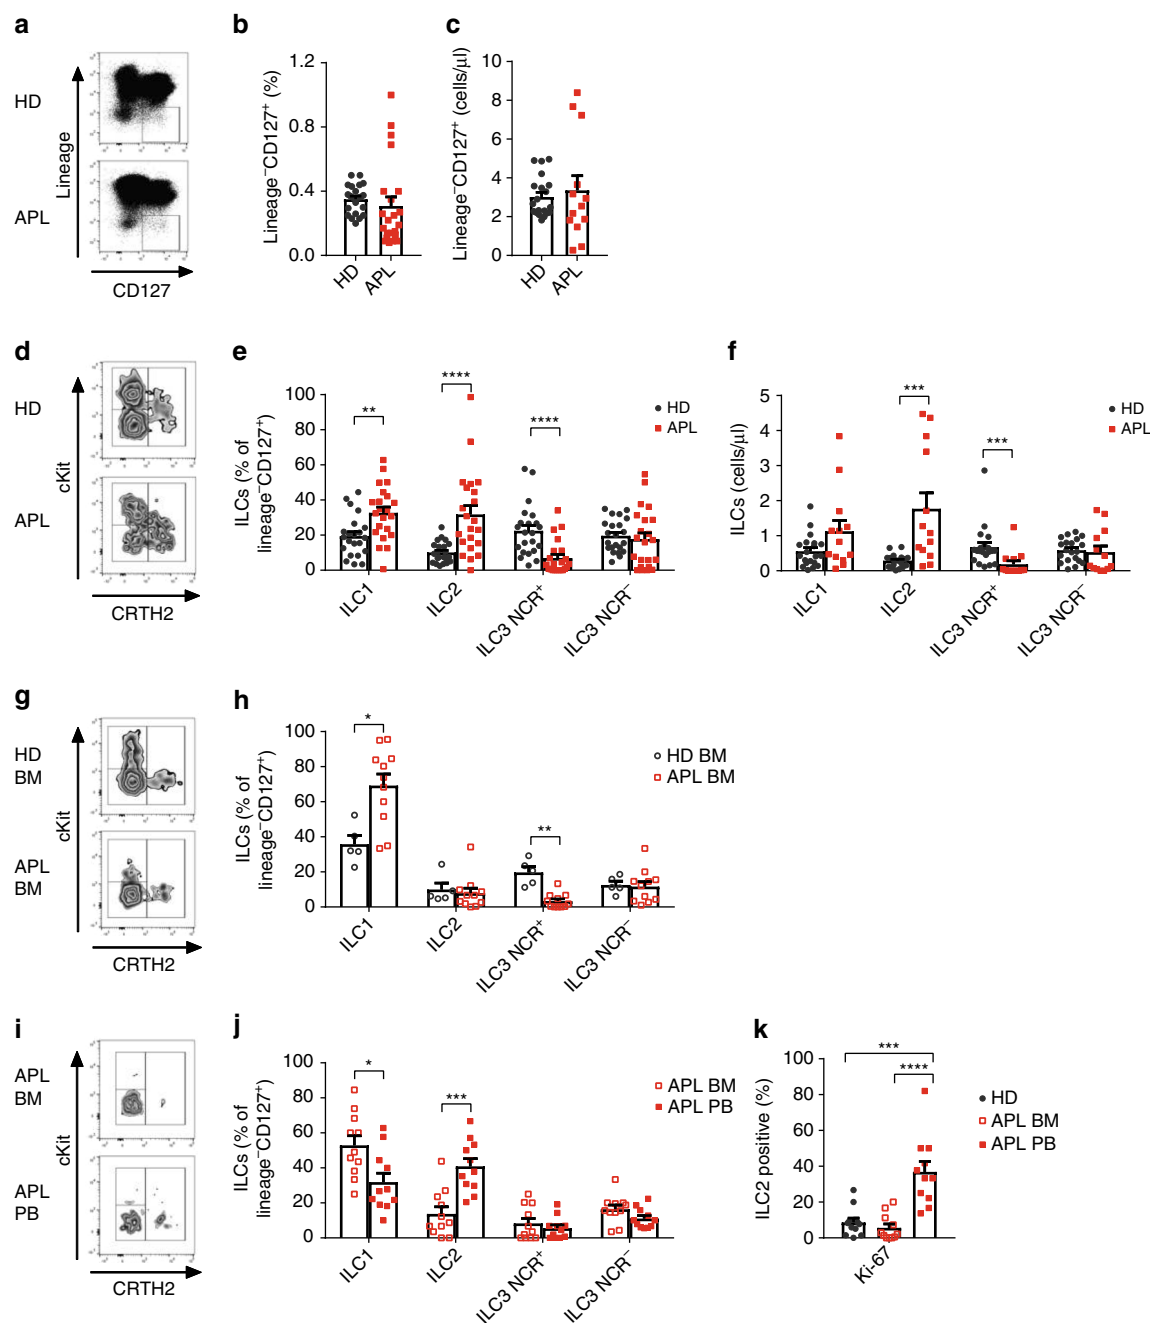 a
HD
APL
Lineage
CD127
b
Lineage⁻CD127⁺ (%)
1.2
0.8
0.4
0.0
HD
APL
c
Lineage⁻CD127⁺ (cells/µl)
10
8
6
4
2
0
HD
APL
d
HD
APL
cKit
CRTH2
e
ILCs (% of
lineage⁻CD127⁺)
100
80
60
40
20
0
**
****
****
HD
APL
ILC1
ILC2
ILC3 NCR⁺
ILC3 NCR⁻
f
ILCs (cells/µl)
5
4
3
2
1
0
***
***
HD
APL
ILC1
ILC2
ILC3 NCR⁺
ILC3 NCR⁻
g
HD
BM
APL
BM
cKit
CRTH2
h
ILCs (% of
lineage⁻CD127⁺)
100
80
60
40
20
0
*
**
HD BM
APL BM
ILC1
ILC2
ILC3 NCR⁺
ILC3 NCR⁻
i
APL
BM
APL
PB
cKit
CRTH2
j
ILCs (% of
lineage⁻CD127⁺)
100
80
60
40
20
0
*
***
APL BM
APL PB
ILC1
ILC2
ILC3 NCR⁺
ILC3 NCR⁻
k
ILC2 positive (%)
100
80
60
40
20
0
***
****
HD
APL BM
APL PB
Ki-67